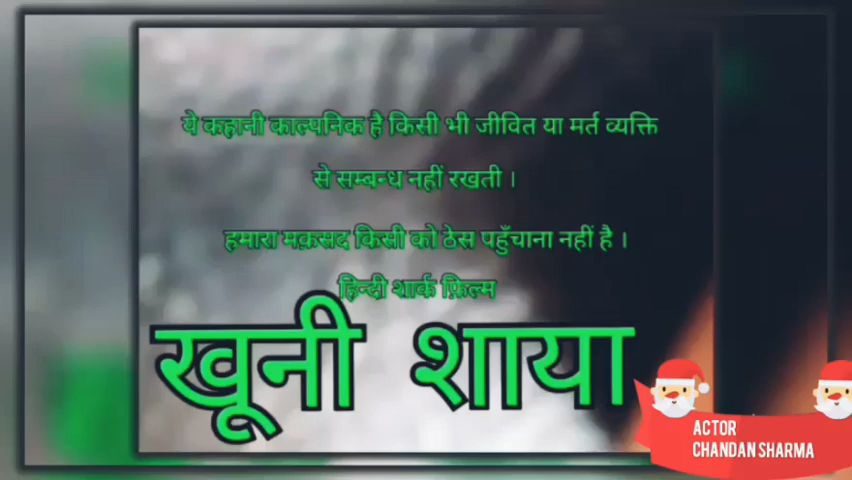 ये कहानी काल्पनिक है किसी भी जीवित या मर्त व्यक्ति
से सम्बन्ध नहीं रखती ।
हमारा मक़सद किसी को ठेस पहुँचाना नहीं है ।
हिन्दी शार्क फ़िल्म
खूनी शाया
ACTOR
CHANDAN SHARMA